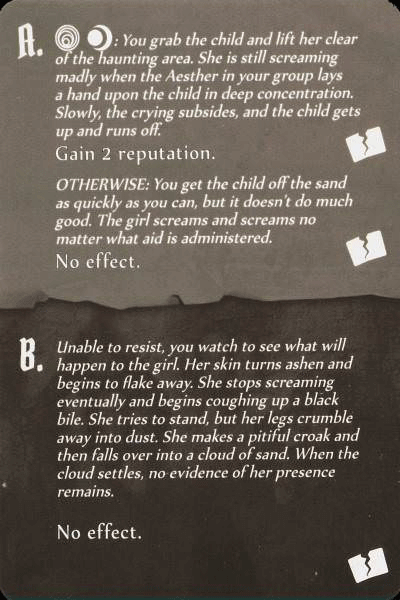 A. : You grab the child and lift her clear
of the haunting area. She is still screaming
madly when the Aesther in your group lays
a hand upon the child in deep concentration.
Slowly, the crying subsides, and the child gets
up and runs off.
Gain 2 reputation.
OTHERWISE: You get the child off the sand
as quickly as you can, but it doesn't do much
good. The girl screams and screams no
matter what aid is administered.
No effect.
B. Unable to resist, you watch to see what will
happen to the girl. Her skin turns ashen and
begins to flake away. She stops screaming
eventually and begins coughing up a black
bile. She tries to stand, but her legs crumble
away into dust. She makes a pitiful croak and
then falls over into a cloud of sand. When the
cloud settles, no evidence of her presence
remains.
No effect.